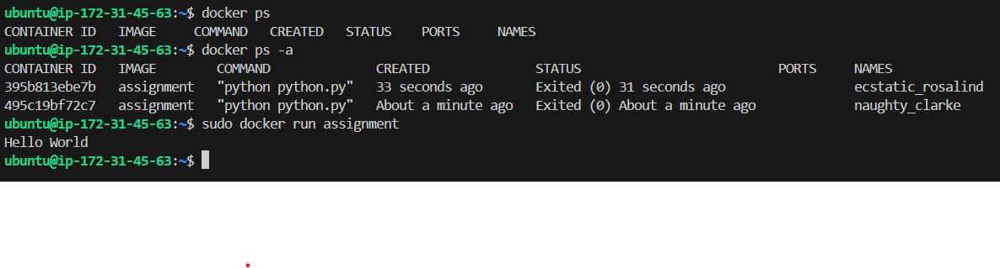 ubuntu@ip-172-31-45-63:~$ docker ps
CONTAINER ID   IMAGE     COMMAND   CREATED   STATUS    PORTS     NAMES
ubuntu@ip-172-31-45-63:~$ docker ps -a
CONTAINER ID   IMAGE        COMMAND              CREATED              STATUS                          PORTS     NAMES
395b813ebe7b   assignment   "python python.py"   33 seconds ago       Exited (0) 31 seconds ago                 ecstatic_rosalind
495c19bf72c7   assignment   "python python.py"   About a minute ago   Exited (0) About a minute ago             naughty_clarke
ubuntu@ip-172-31-45-63:~$ sudo docker run assignment
Hello World
ubuntu@ip-172-31-45-63:~$